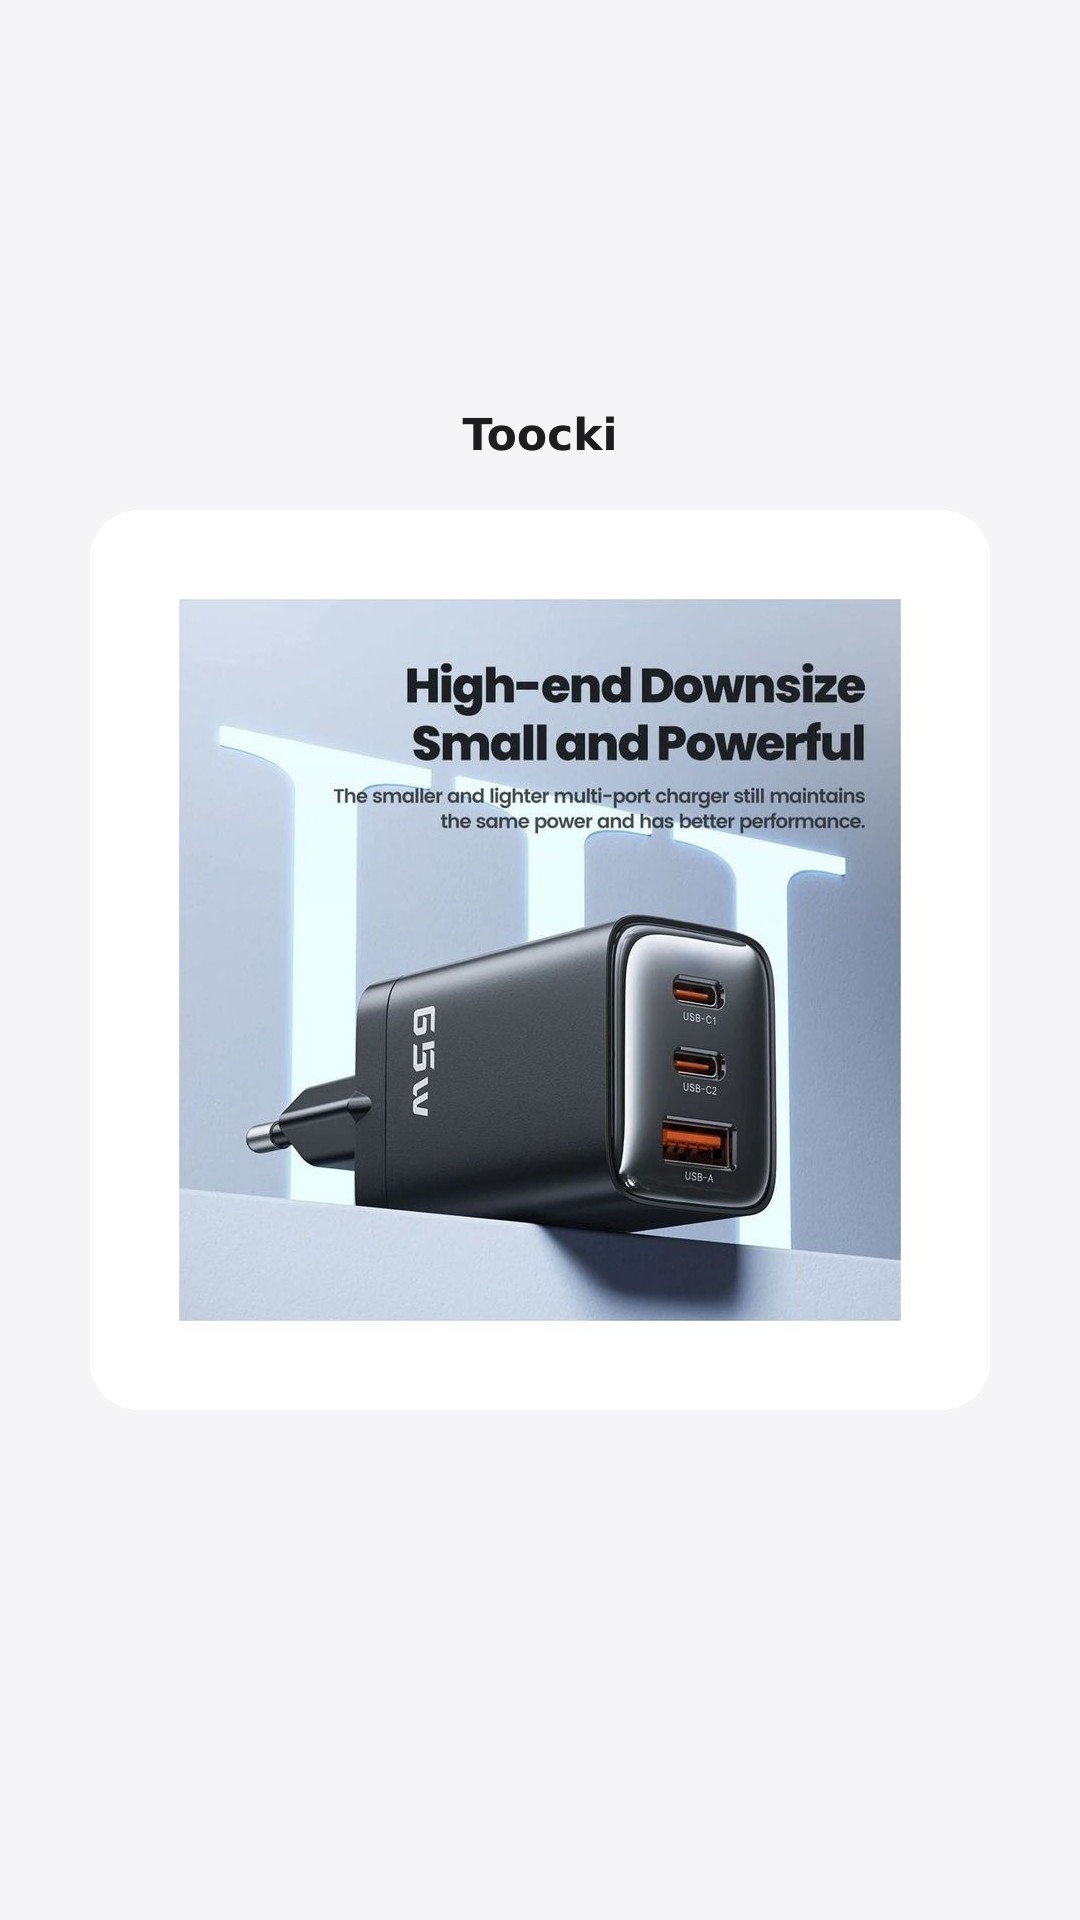 Toocki
High-end Downsize
Small and Powerful
The smaller and lighter multi-port charger still maintains
the same power and has better performance.
65W
USB-C1
USB-C2
USB-A